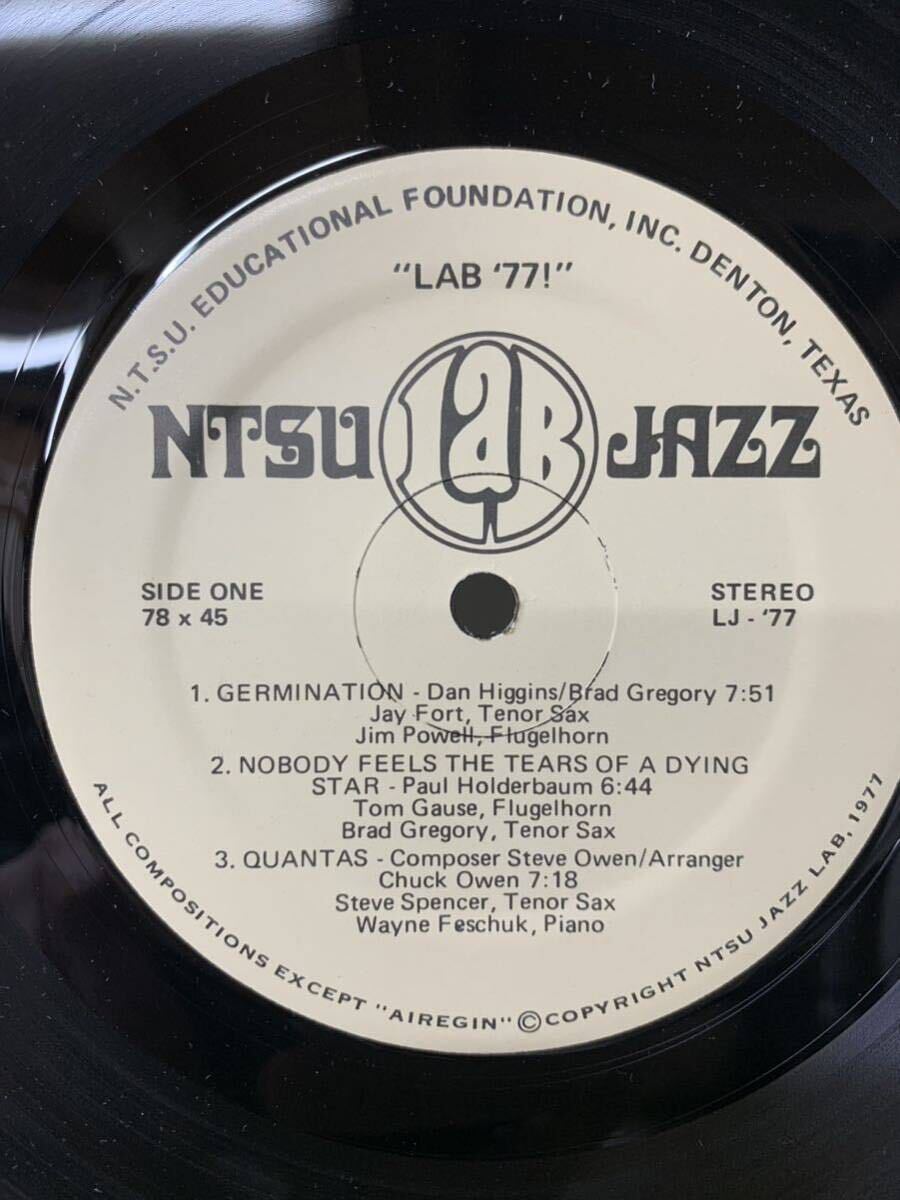 N.T.S.U. EDUCATIONAL FOUNDATION, INC. DENTON, TEXAS
"LAB '77!"
NTSU LAB JAZZ
SIDE ONE
78 x 45
STEREO
LJ - '77
1. GERMINATION - Dan Higgins/Brad Gregory 7:51
Jay Fort, Tenor Sax
Jim Powell, Flugelhorn
2. NOBODY FEELS THE TEARS OF A DYING
STAR - Paul Holderbaum 6:44
Tom Gause, Flugelhorn
Brad Gregory, Tenor Sax
3. QUANTAS - Composer Steve Owen/Arranger
Chuck Owen 7:18
Steve Spencer, Tenor Sax
Wayne Feschuk, Piano
ALL COMPOSITIONS EXCEPT "AIREGIN" © COPYRIGHT NTSU JAZZ LAB, 1977